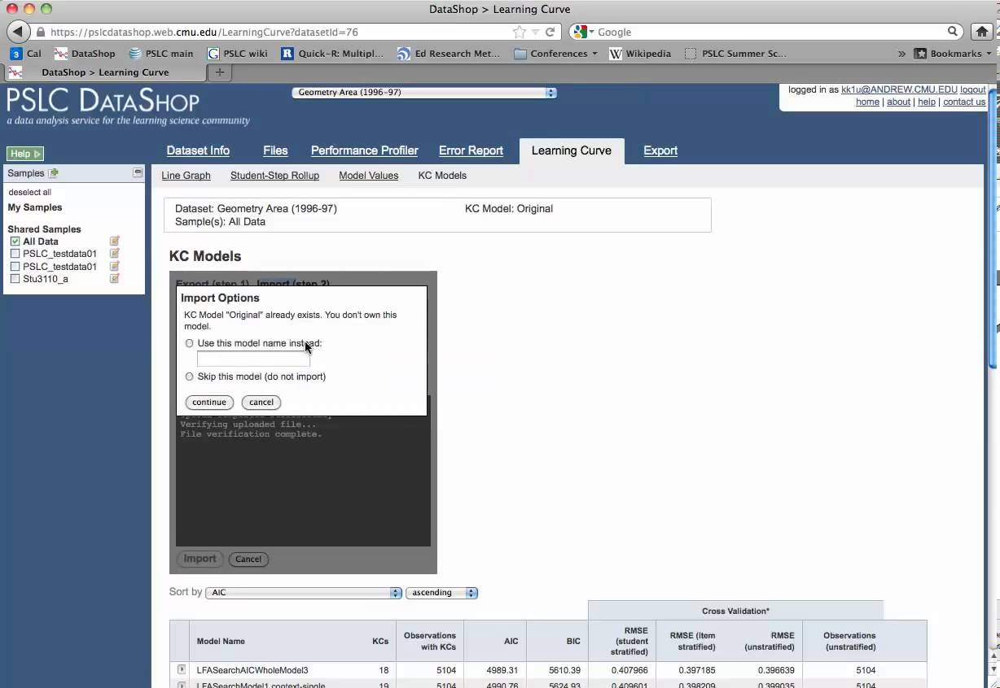 DataShop > Learning Curve
https://pslcdatashop.web.cmu.edu/LearningCurve?datasetId=76
Google
3 Cal DataShop PSLC main PSLC wiki R Quick-R: Multipl... Ed Research Met... Conferences W Wikipedia PSLC Summer Sc... » Bookmarks
DataShop > Learning Curve +
PSLC DATASHOP
a data analysis service for the learning science community
Geometry Area (1996-97)
logged in as kk1u@ANDREW.CMU.EDU logout
home | about | help | contact us
Help
Dataset Info Files Performance Profiler Error Report Learning Curve Export
Samples
Line Graph Student-Step Rollup Model Values KC Models
deselect all
My Samples
Shared Samples
All Data
PSLC_testdata01
PSLC_testdata01
Stu3110_a
Dataset: Geometry Area (1996-97) KC Model: Original
Sample(s): All Data
KC Models
Export (step 1) Import (step 2)
Import Options
KC Model "Original" already exists. You don't own this
model.
Use this model name instead:
Skip this model (do not import)
continue cancel
Verifying uploaded file...
File verification complete.
Import Cancel
Sort by AIC ascending
Cross Validation*
Model Name KCs Observations with KCs AIC BIC RMSE (student stratified) RMSE (item stratified) RMSE (unstratified) Observations (unstratified)
LFASearchAICWholeModel3 18 5104 4989.31 5610.39 0.407966 0.397185 0.396639 5104
LFASearchModel1.context-single 19 5104 4990.76 5624.93 0.409601 0.398209 0.399035 5104